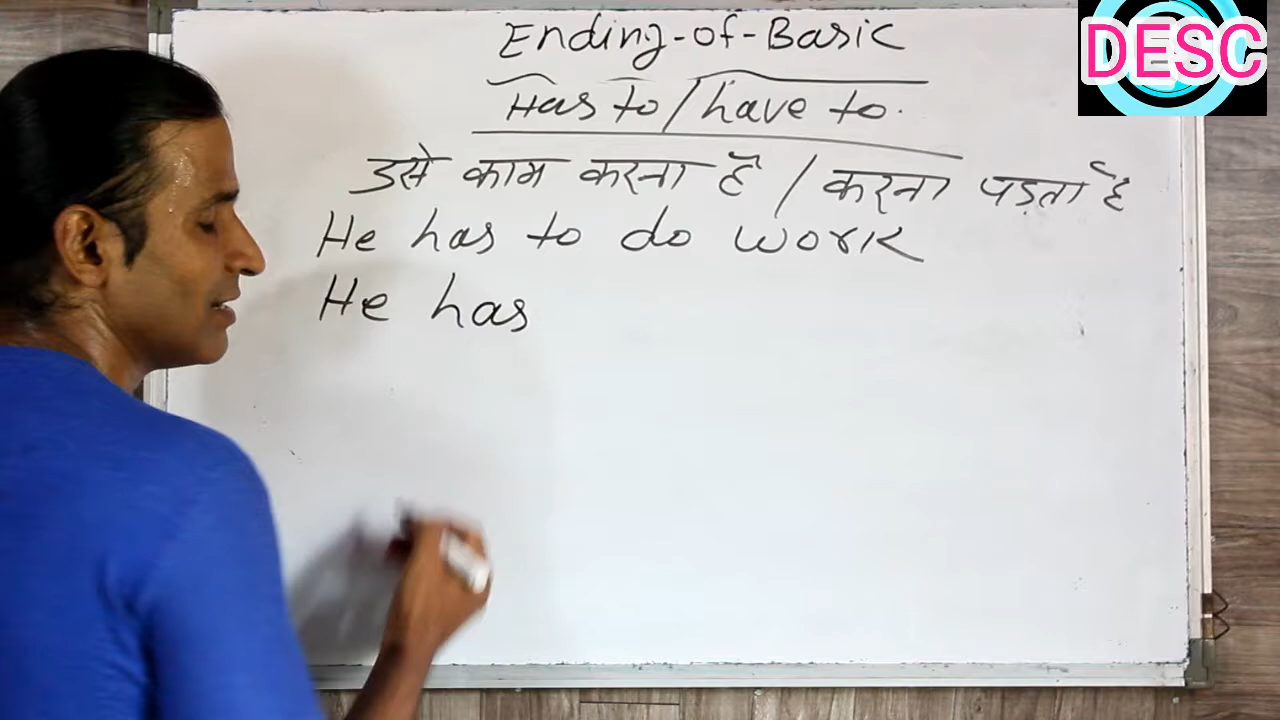 DESC
Ending-of-Basic
Has to / have to.
उसे काम करना है / करना पड़ता है
He has to do work
He has